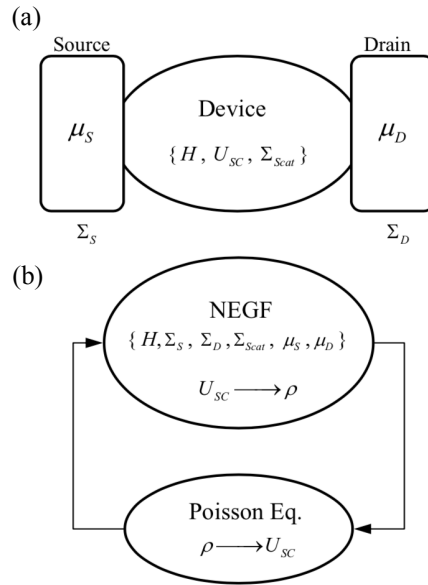 (a)
Source Drain
Device
μ_S μ_D
{ H , U_SC , Σ_Scat }
Σ_S Σ_D
(b)
NEGF
{ H, Σ_S , Σ_D , Σ_Scat , μ_S , μ_D }
U_SC ⟶ ρ
Poisson Eq.
ρ ⟶ U_SC